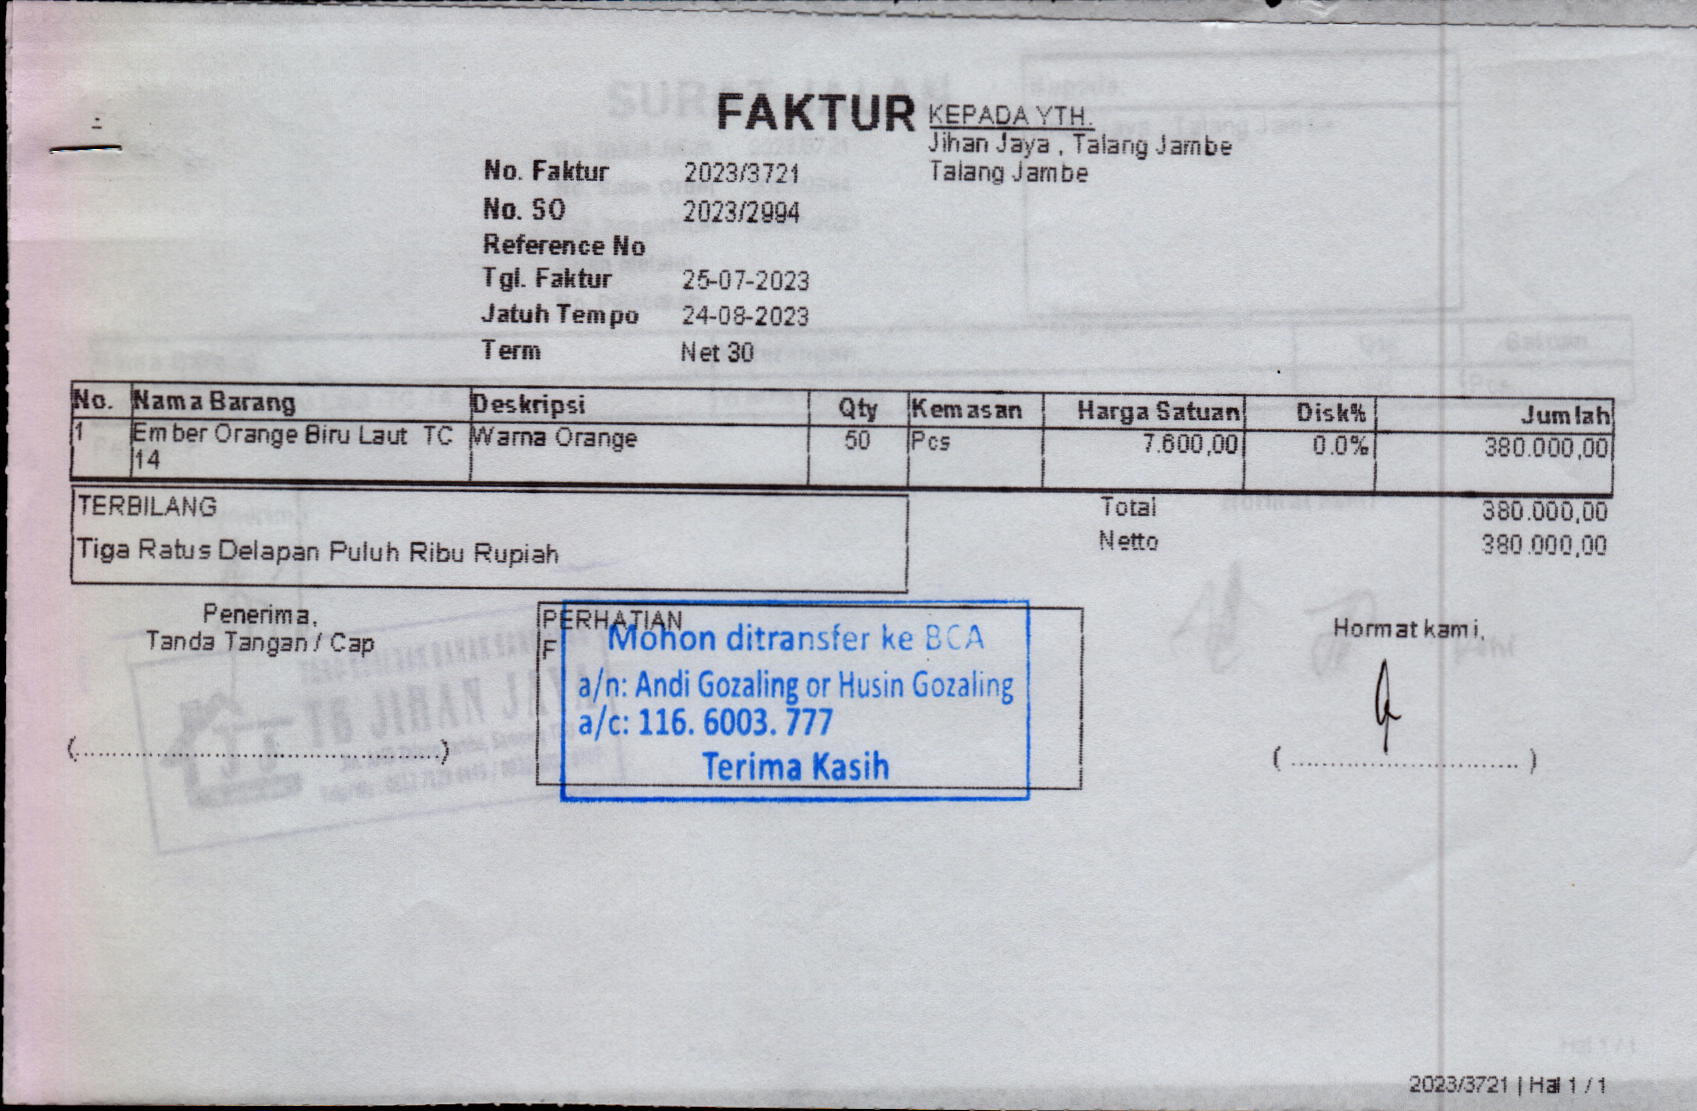 FAKTUR
KEPADA YTH.
Jihan Jaya , Talang Jambe
Talang Jambe
No. Faktur 2023/3721
No. SO 2023/2994
Reference No
Tgl. Faktur 25-07-2023
Jatuh Tempo 24-08-2023
Term Net 30
No. Nama Barang Deskripsi Qty Kemasan Harga Satuan Disk% Jumlah
1 Ember Orange Biru Laut TC Warna Orange 50 Pcs 7.600,00 0.0% 380.000,00
14
TERBILANG
Tiga Ratus Delapan Puluh Ribu Rupiah
Total 380.000,00
Netto 380.000,00
Penerima,
Tanda Tangan / Cap
PERHATIAN
F
Mohon ditransfer ke BCA
a/n: Andi Gozaling or Husin Gozaling
a/c: 116. 6003. 777
Terima Kasih
Hormat kami,
(..........................................................)
( .................................... )
SURAT JALAN
TB JIHAN JAYA
2023/3721 | Hal 1 / 1